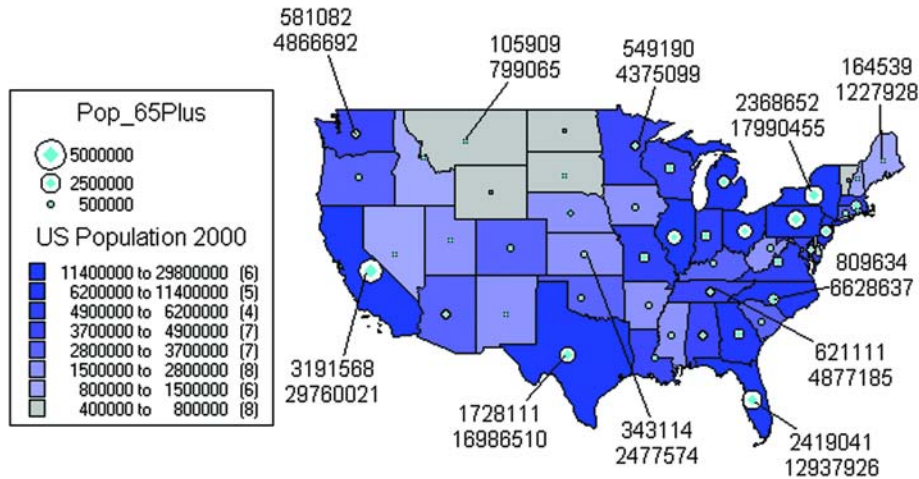 581082
4866692
105909
799065
549190
4375099
164539
1227928
2368652
17990455
Pop_65Plus
5000000
2500000
500000
US Population 2000
11400000 to 29800000 (6)
6200000 to 11400000 (5)
4900000 to 6200000 (4)
3700000 to 4900000 (7)
2800000 to 3700000 (7)
1500000 to 2800000 (8)
800000 to 1500000 (6)
400000 to 800000 (8)
809634
6628637
621111
4877185
3191568
29760021
1728111
16986510
343114
2477574
2419041
12937926